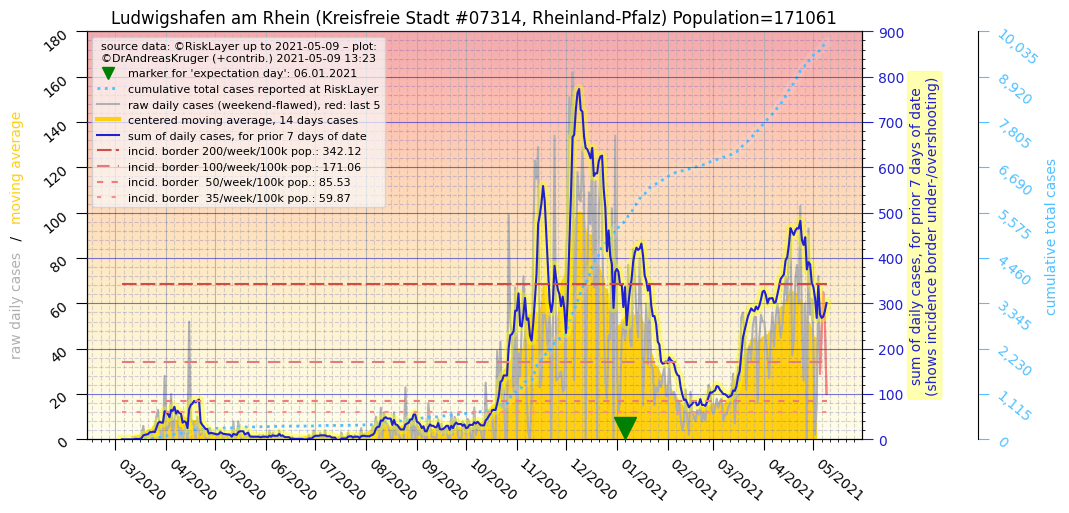 Ludwigshafen am Rhein (Kreisfreie Stadt #07314, Rheinland-Pfalz) Population=171061
source data: ©RiskLayer up to 2021-05-09 – plot:
©DrAndreasKruger (+contrib.) 2021-05-09 13:23
marker for 'expectation day': 06.01.2021
cumulative total cases reported at RiskLayer
raw daily cases (weekend-flawed), red: last 5
centered moving average, 14 days cases
sum of daily cases, for prior 7 days of date
incid. border 200/week/100k pop.: 342.12
incid. border 100/week/100k pop.: 171.06
incid. border  50/week/100k pop.: 85.53
incid. border  35/week/100k pop.: 59.87
raw daily cases / moving average
180
160
140
120
100
80
60
40
20
0
03/2020
04/2020
05/2020
06/2020
07/2020
08/2020
09/2020
10/2020
11/2020
12/2020
01/2021
02/2021
03/2021
04/2021
05/2021
900
800
700
600
500
400
300
200
100
0
sum of daily cases, for prior 7 days of date
(shows incidence border under-/overshooting)
10,035
8,920
7,805
6,690
5,575
4,460
3,345
2,230
1,115
0
cumulative total cases